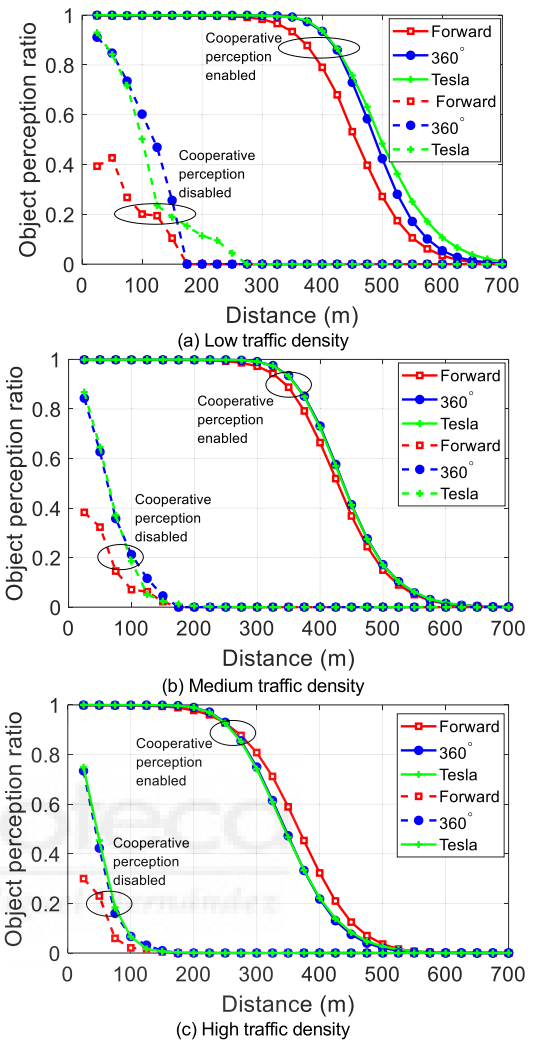 Object perception ratio
1
0.8
0.6
0.4
0.2
0
Cooperative
perception
enabled
Cooperative
perception
disabled
Forward
360°
Tesla
Forward
360°
Tesla
0 100 200 300 400 500 600 700
Distance (m)
(a) Low traffic density
Object perception ratio
1
0.8
0.6
0.4
0.2
0
Cooperative
perception
enabled
Cooperative
perception
disabled
Forward
360°
Tesla
Forward
360°
Tesla
0 100 200 300 400 500 600 700
Distance (m)
(b) Medium traffic density
Object perception ratio
1
0.8
0.6
0.4
0.2
0
Cooperative
perception
enabled
Cooperative
perception
disabled
Forward
360°
Tesla
Forward
360°
Tesla
0 100 200 300 400 500 600 700
Distance (m)
(c) High traffic density